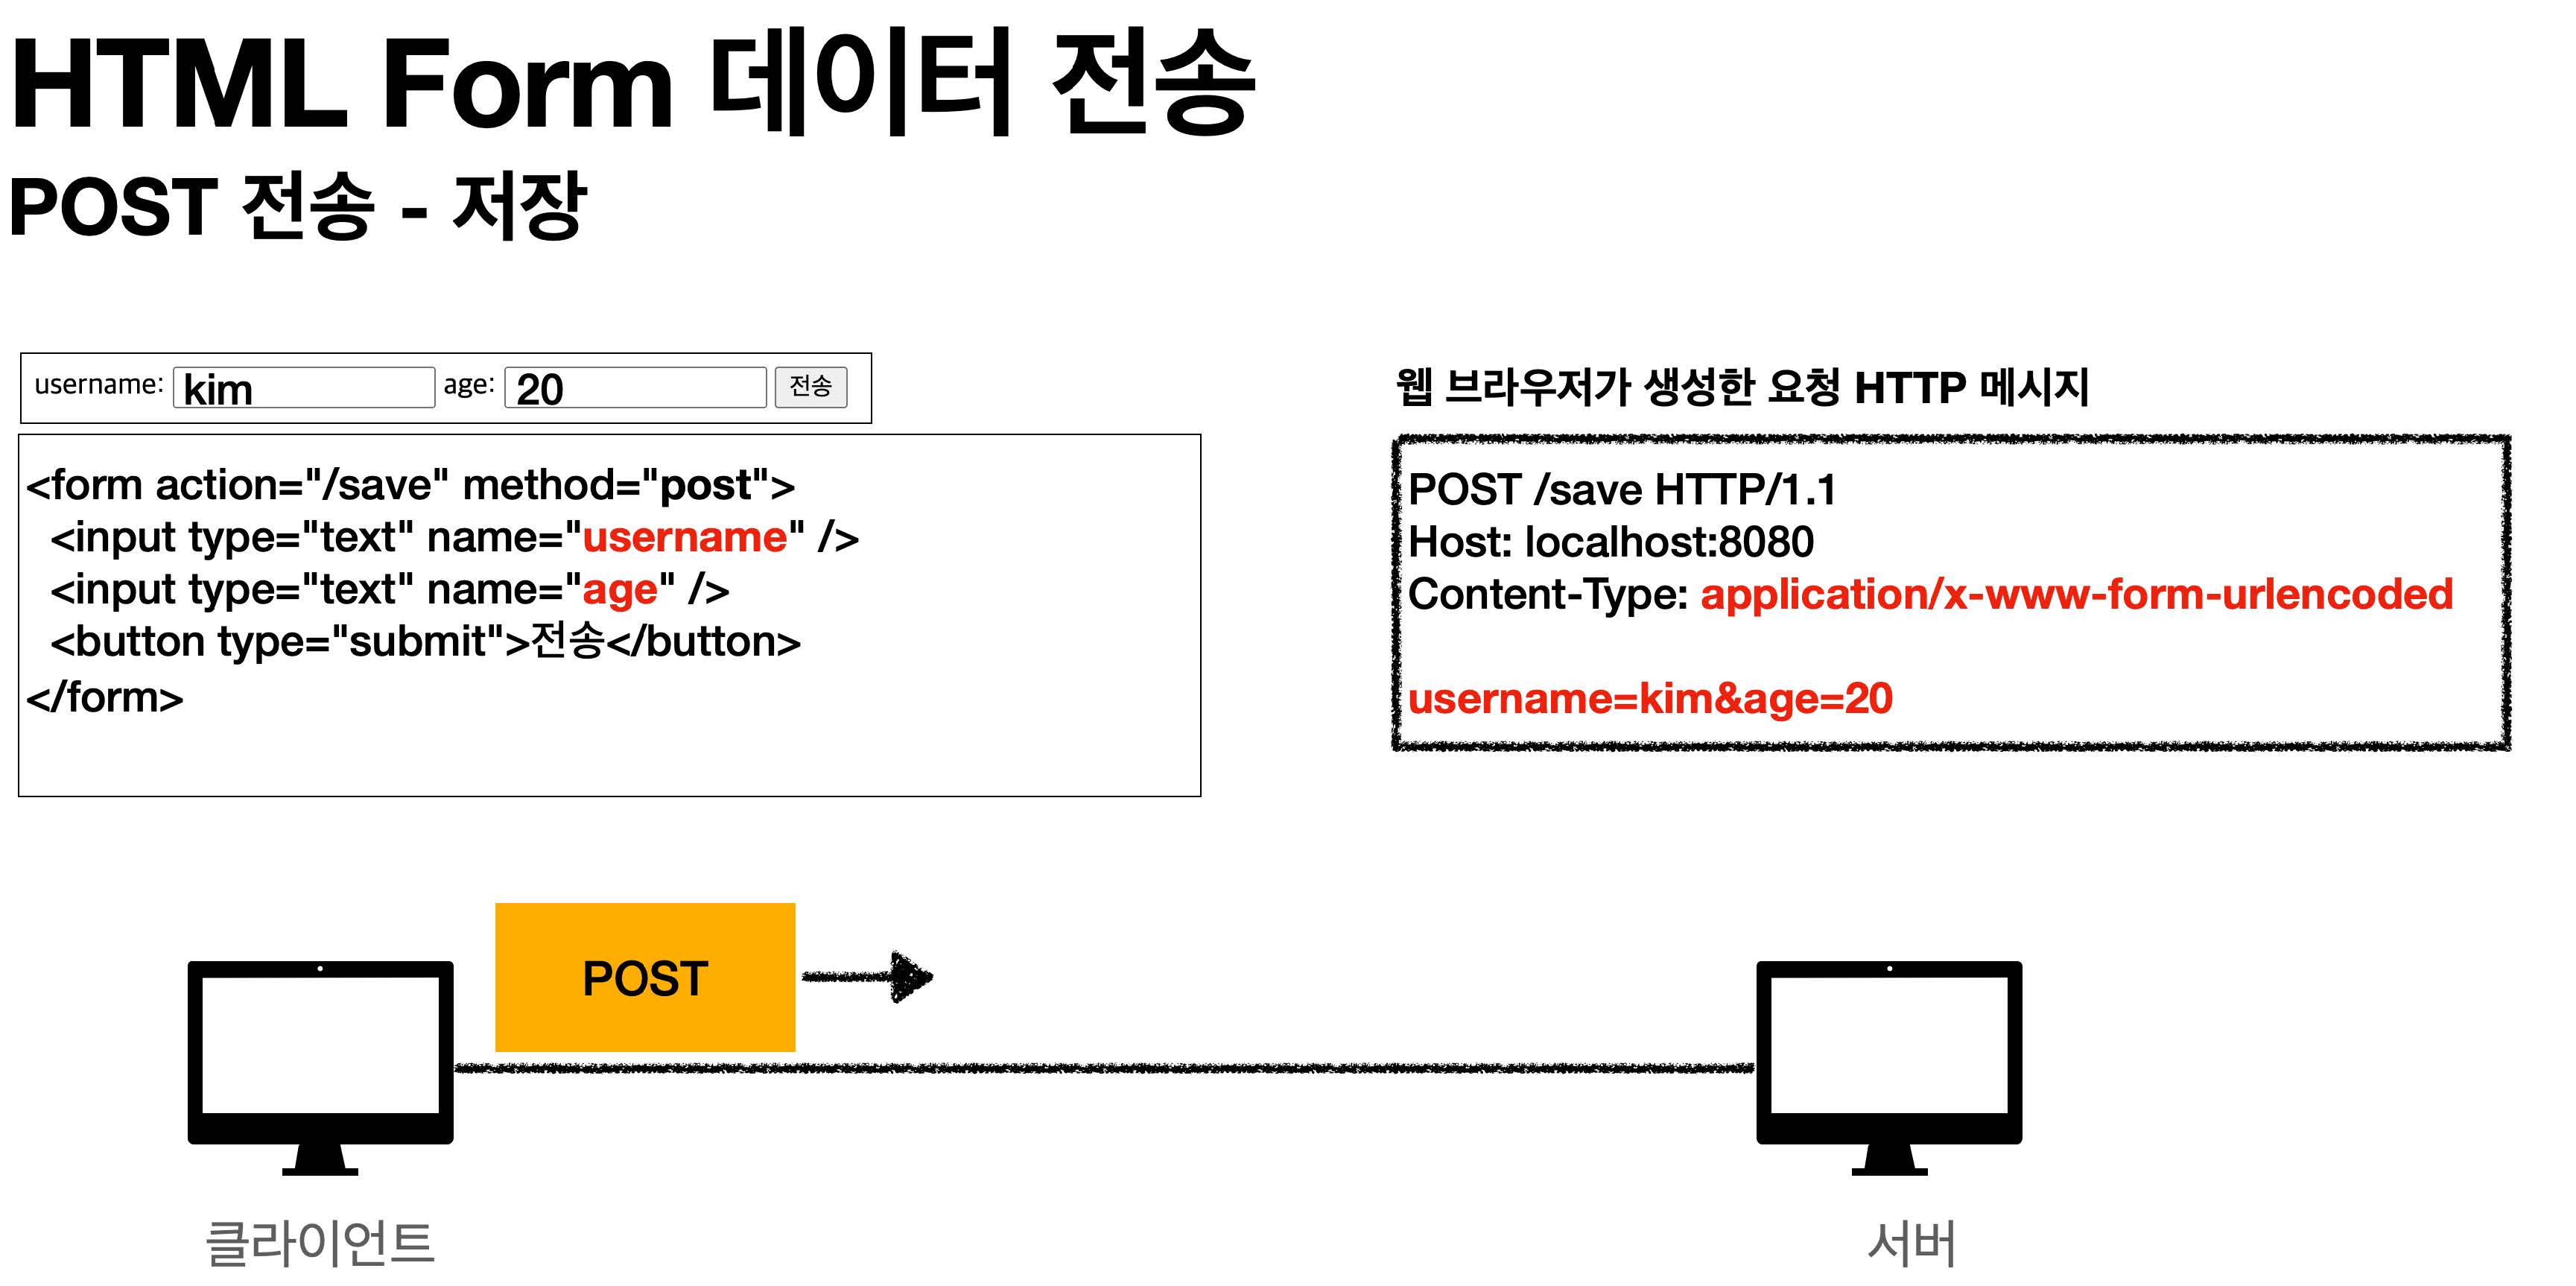 HTML Form 데이터 전송
POST 전송 - 저장
username: kim age: 20 전송
<form action="/save" method="post">
<input type="text" name="username" />
<input type="text" name="age" />
<button type="submit">전송</button>
</form>
웹 브라우저가 생성한 요청 HTTP 메시지
POST /save HTTP/1.1
Host: localhost:8080
Content-Type: application/x-www-form-urlencoded
username=kim&age=20
POST
클라이언트
서버